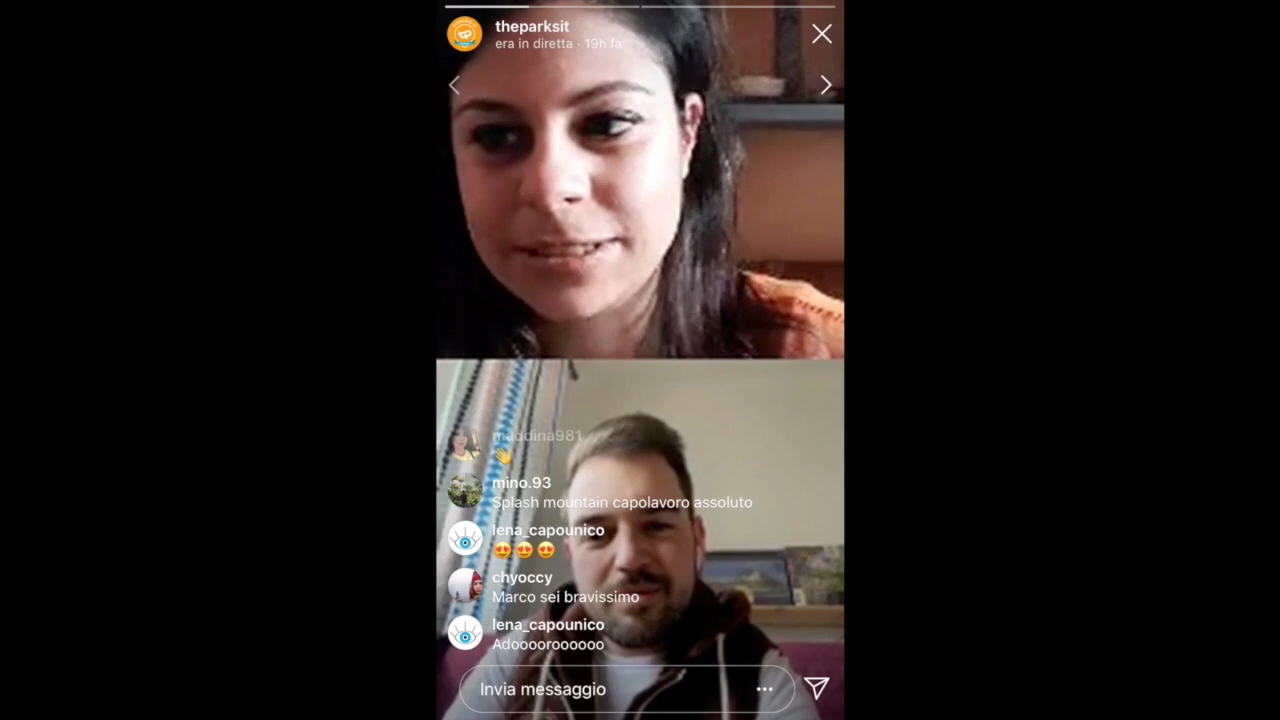 theparksit
era in diretta · 19h fa
maddina981
mino.93
Splash mountain capolavoro assoluto
lena_capounico
chyoccy
Marco sei bravissimo
lena_capounico
Adooooroooooo
Invia messaggio